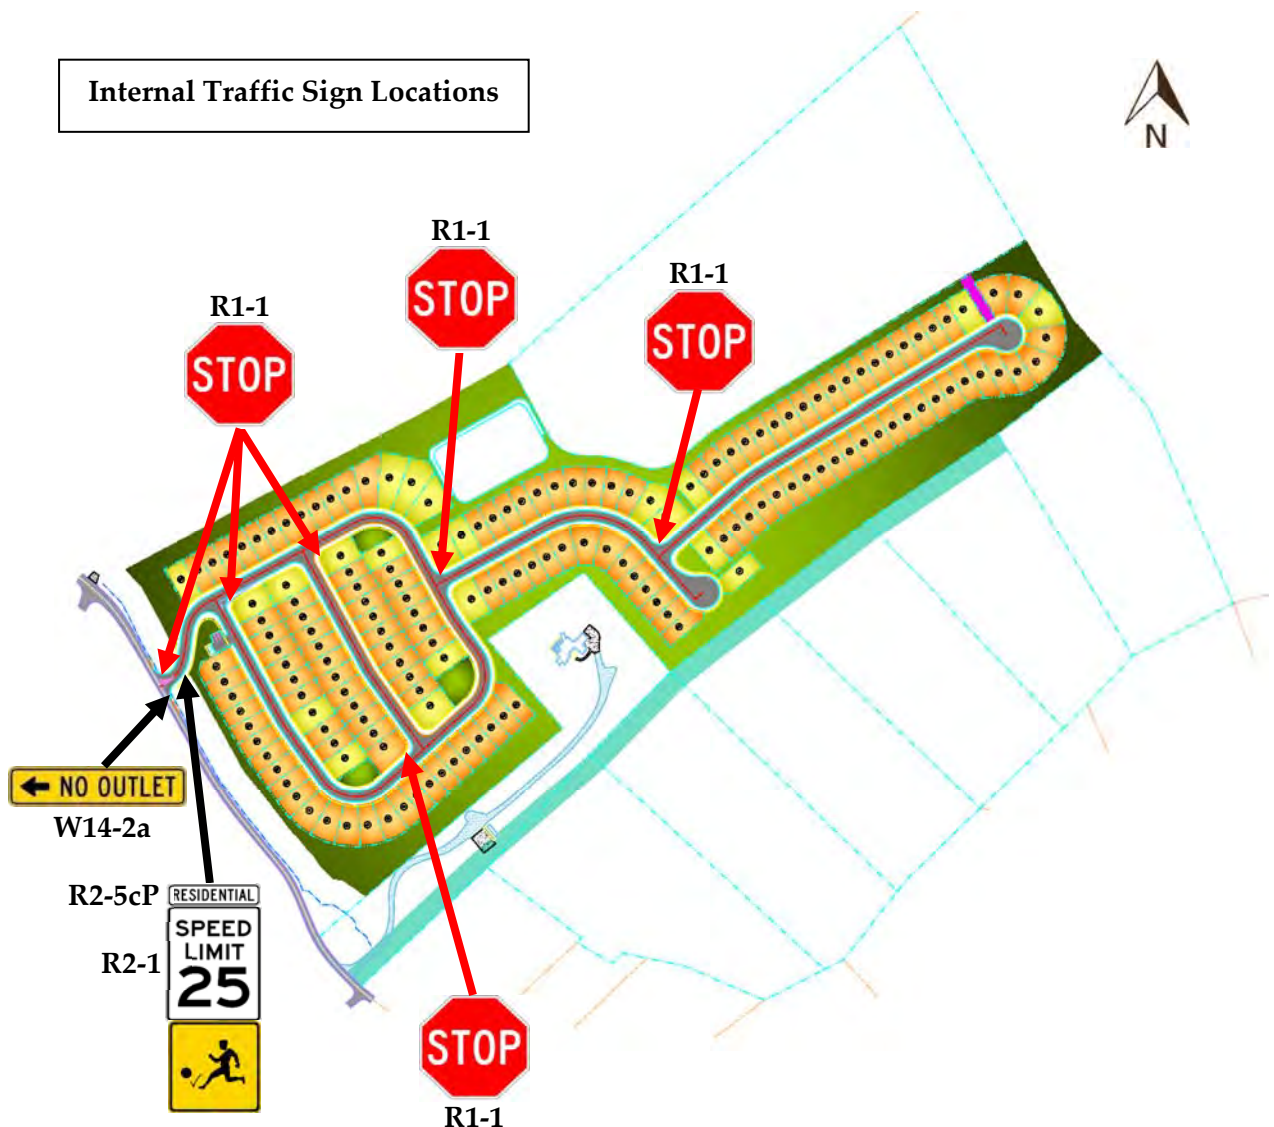 Internal Traffic Sign Locations
N
R1-1
STOP
R1-1
STOP
R1-1
STOP
NO OUTLET
W14-2a
R2-5cP
RESIDENTIAL
R2-1
SPEED
LIMIT
25
STOP
R1-1